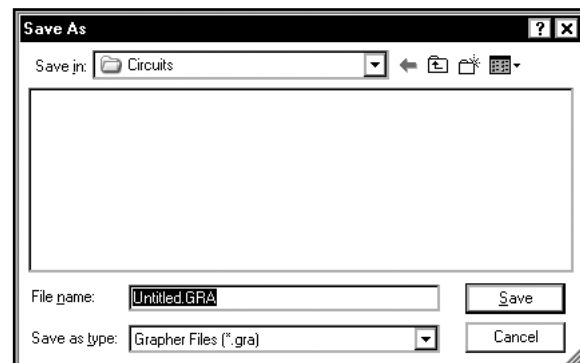 Save As
Save in: Circuits
File name: Untitled.GRA Save
Save as type: Grapher Files (*.gra) Cancel